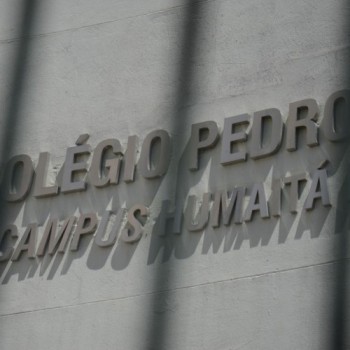 OLÉGIO PEDRO
CAMPUS HUMAITÁ